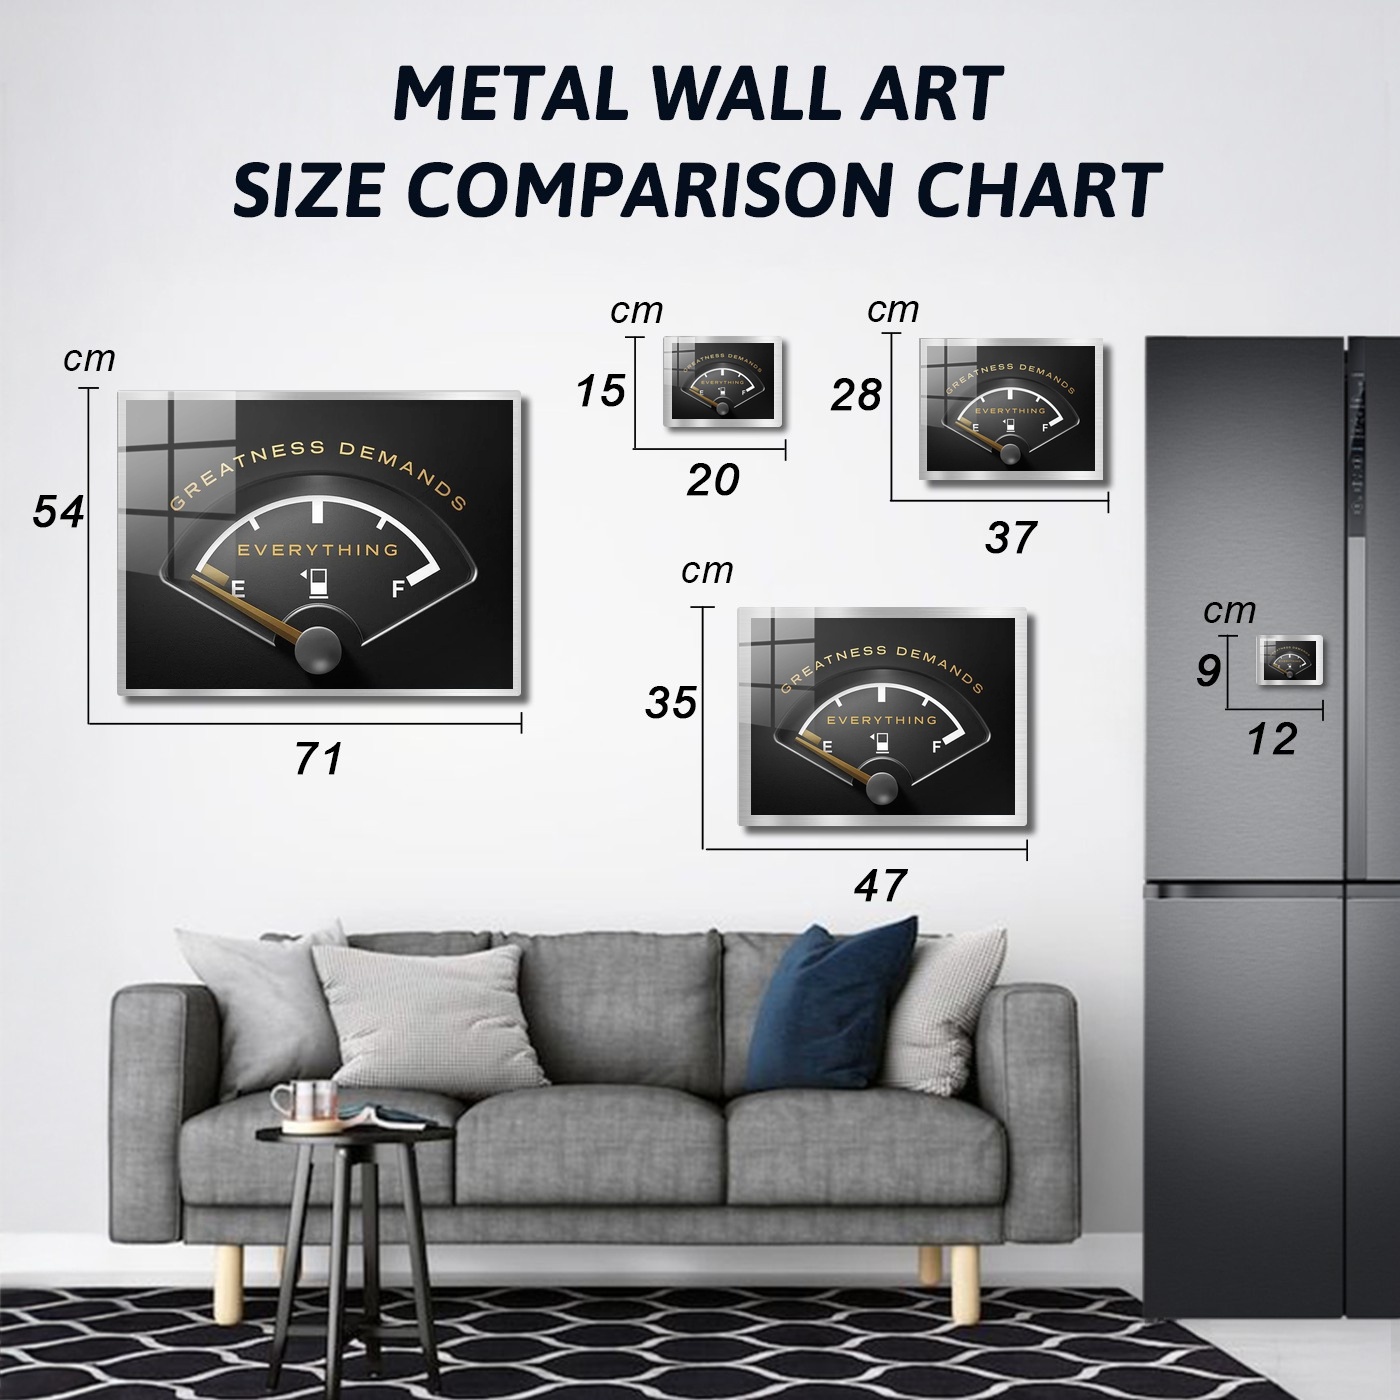 METAL WALL ART
SIZE COMPARISON CHART
cm
54
71
GREATNESS DEMANDS
EVERYTHING
E
F
cm
15
20
GREATNESS DEMANDS
EVERYTHING
E
F
cm
28
37
GREATNESS DEMANDS
EVERYTHING
E
F
cm
35
47
GREATNESS DEMANDS
EVERYTHING
E
F
cm
9
12